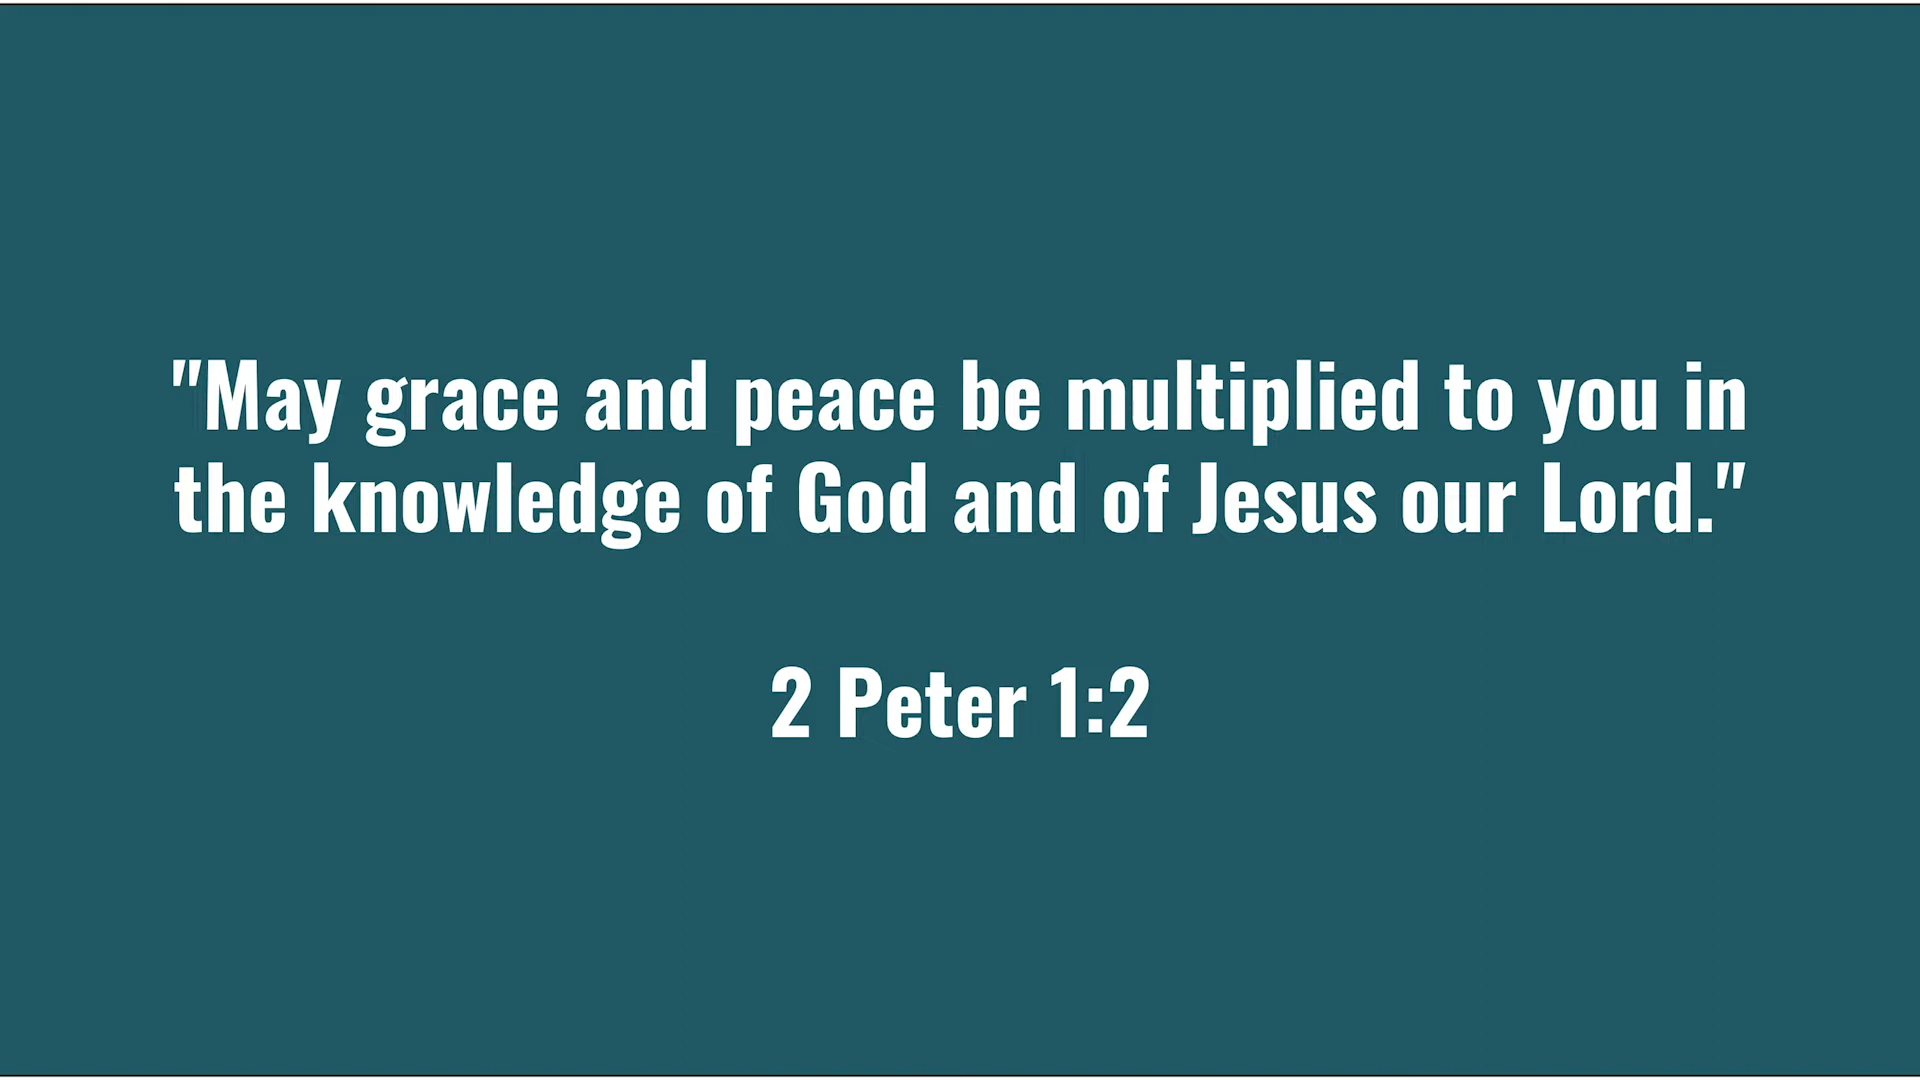 "May grace and peace be multiplied to you in
the knowledge of God and of Jesus our Lord."
2 Peter 1:2